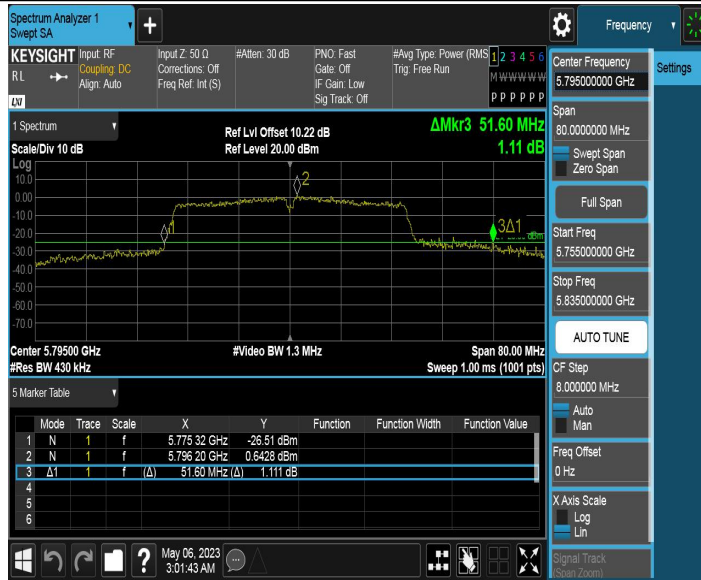 Spectrum Analyzer 1
Swept SA
Frequency
KEYSIGHT
RL
LXI
Input: RF
Coupling: DC
Align: Auto
Input Z: 50 Ω
Corrections: Off
Freq Ref: Int (S)
#Atten: 30 dB
PNO: Fast
Gate: Off
IF Gain: Low
Sig Track: Off
#Avg Type: Power (RMS
Trig: Free Run
1 2 3 4 5 6
M W W W W W
P P P P P P
1 Spectrum
Scale/Div 10 dB
Ref Lvl Offset 10.22 dB
Ref Level 20.00 dBm
ΔMkr3 51.60 MHz
1.11 dB
Log
10.0
0.00
-10.0
-20.0
-30.0
-40.0
-50.0
-60.0
-70.0
2
3Δ1
dBm
Center 5.79500 GHz
#Video BW 1.3 MHz
Span 80.00 MHz
#Res BW 430 kHz
Sweep 1.00 ms (1001 pts)
5 Marker Table
Mode Trace Scale X Y Function Function Width Function Value
1 N 1 f 5.775 32 GHz -26.51 dBm
2 N 1 f 5.796 20 GHz 0.6428 dBm
3 Δ1 1 f (Δ) 51.60 MHz (Δ) 1.111 dB
4
5
6
?
May 06, 2023
3:01:43 AM
Center Frequency
5.795000000 GHz
Settings
Span
80.0000000 MHz
Swept Span
Zero Span
Full Span
Start Freq
5.755000000 GHz
Stop Freq
5.835000000 GHz
AUTO TUNE
CF Step
8.000000 MHz
Auto
Man
Freq Offset
0 Hz
X Axis Scale
Log
Lin
Signal Track
(Span Zoom)